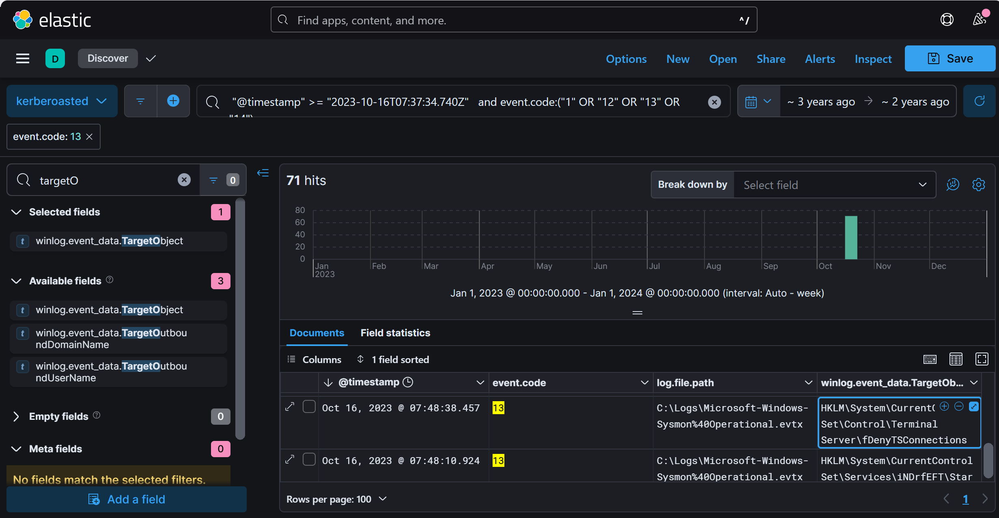 elastic
Find apps, content, and more.
^/
D
Discover
Options
New
Open
Share
Alerts
Inspect
Save
kerberoasted
"@timestamp" >= "2023-10-16T07:37:34.740Z"   and event.code:("1" OR "12" OR "13" OR
"14")
~ 3 years ago
~ 2 years ago
event.code: 13
targetO
0
Selected fields
1
t
winlog.event_data.TargetObject
Available fields
3
t
winlog.event_data.TargetObject
t
winlog.event_data.TargetOutbou
ndDomainName
t
winlog.event_data.TargetOutbou
ndUserName
Empty fields
0
Meta fields
0
No fields match the selected filters.
Add a field
71 hits
Break down by
Select field
80
60
40
20
0
Jan
2023
Feb
Mar
Apr
May
Jun
Jul
Aug
Sep
Oct
Nov
Dec
Jan 1, 2023 @ 00:00:00.000 - Jan 1, 2024 @ 00:00:00.000 (interval: Auto - week)
Documents
Field statistics
Columns
1 field sorted
@timestamp
event.code
log.file.path
winlog.event_data.TargetOb...
Oct 16, 2023 @ 07:48:38.457
13
C:\Logs\Microsoft-Windows-
Sysmon%40Operational.evtx
HKLM\System\CurrentC
Set\Control\Terminal
Server\fDenyTSConnections
Oct 16, 2023 @ 07:48:10.924
13
C:\Logs\Microsoft-Windows-
Sysmon%40Operational.evtx
HKLM\System\CurrentControl
Set\Services\iNDrfEFT\Star
Rows per page: 100
1